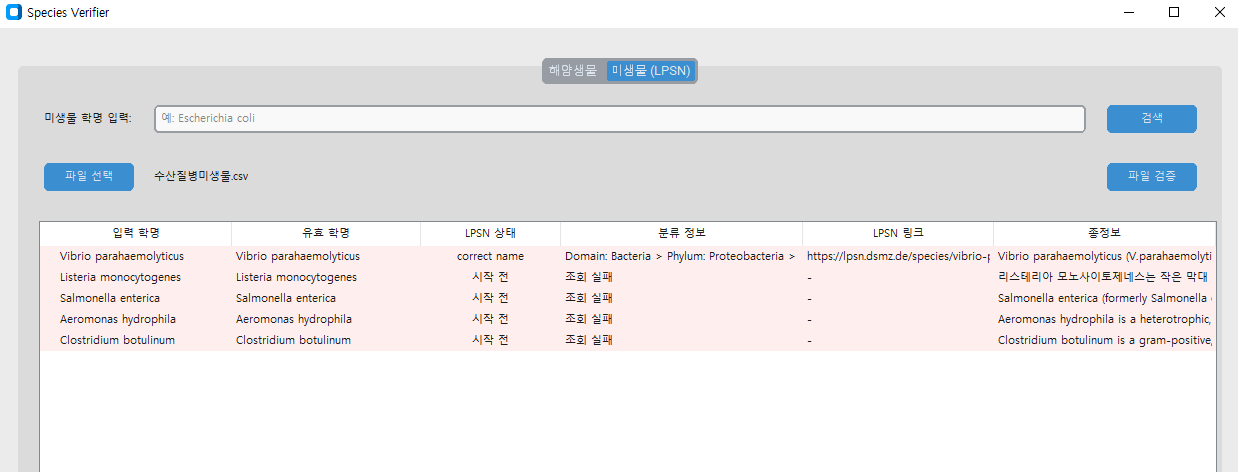 Species Verifier
해양생물 미생물 (LPSN)
미생물 학명 입력: 예: Escherichia coli 검색
파일 선택 수산질병미생물.csv 파일 검증
입력 학명 유효 학명 LPSN 상태 분류 정보 LPSN 링크 종정보
Vibrio parahaemolyticus Vibrio parahaemolyticus correct name Domain: Bacteria > Phylum: Proteobacteria > https://lpsn.dsmz.de/species/vibrio-p Vibrio parahaemolyticus (V.parahaemolyti
Listeria monocytogenes Listeria monocytogenes 시작 전 조회 실패 - 리스테리아 모노사이토제네스는 작은 막대
Salmonella enterica Salmonella enterica 시작 전 조회 실패 - Salmonella enterica (formerly Salmonella
Aeromonas hydrophila Aeromonas hydrophila 시작 전 조회 실패 - Aeromonas hydrophila is a heterotrophic,
Clostridium botulinum Clostridium botulinum 시작 전 조회 실패 - Clostridium botulinum is a gram-positive,